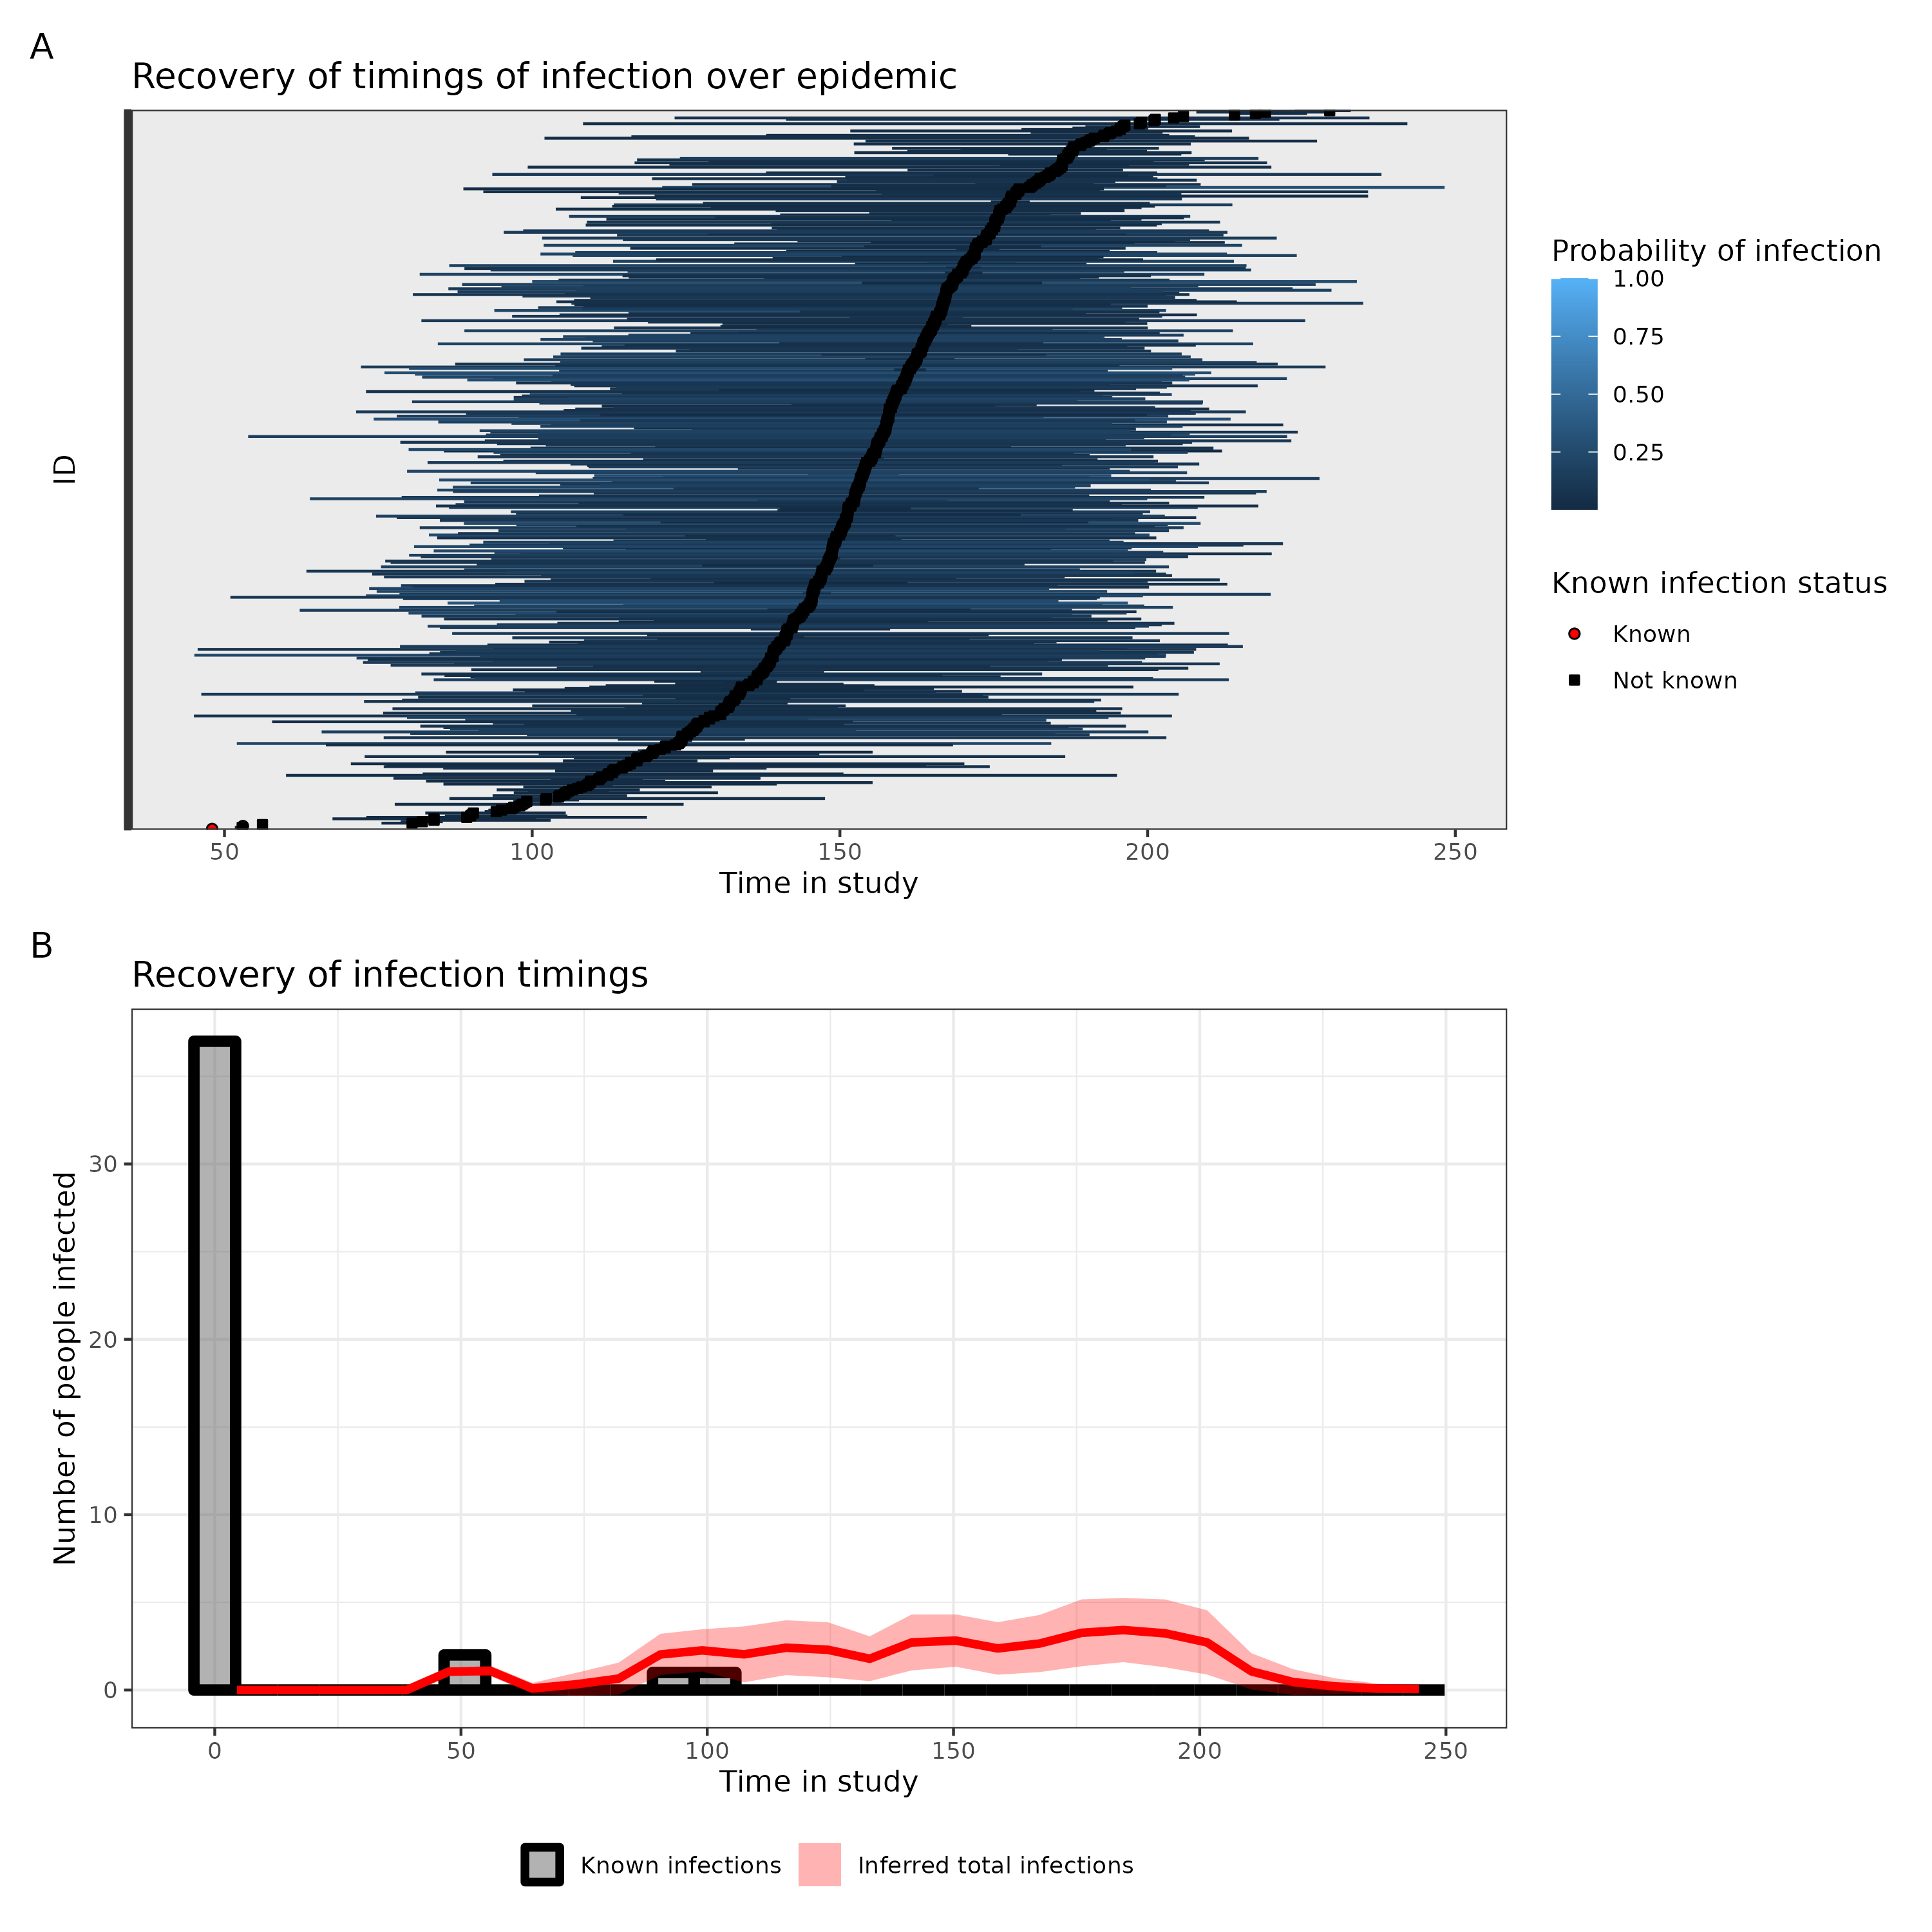 A
Recovery of timings of infection over epidemic
ID
50 100 150 200 250
Time in study
Probability of infection
1.00
0.75
0.50
0.25
Known infection status
Known
Not known
B
Recovery of infection timings
Number of people infected
30
20
10
0
0 50 100 150 200 250
Time in study
Known infections Inferred total infections